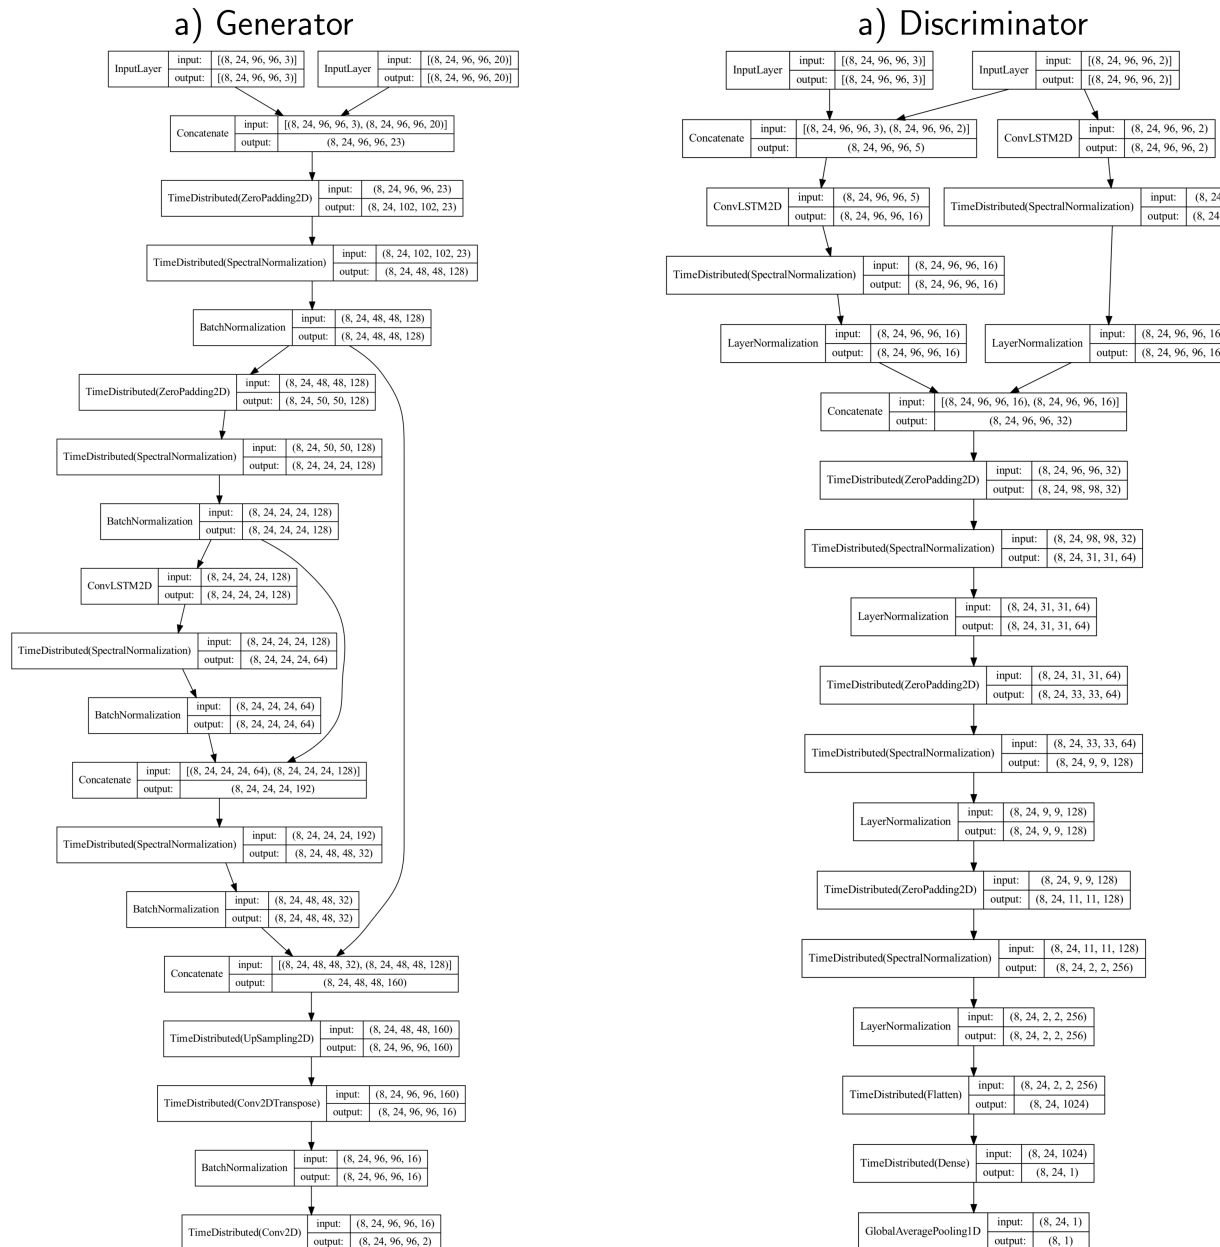 a) Generator
InputLayer
input: [(8, 24, 96, 96, 3)]
output: [(8, 24, 96, 96, 3)]
InputLayer
input: [(8, 24, 96, 96, 20)]
output: [(8, 24, 96, 96, 20)]
Concatenate
input: [(8, 24, 96, 96, 3), (8, 24, 96, 96, 20)]
output: (8, 24, 96, 96, 23)
TimeDistributed(ZeroPadding2D)
input: (8, 24, 96, 96, 23)
output: (8, 24, 102, 102, 23)
TimeDistributed(SpectralNormalization)
input: (8, 24, 102, 102, 23)
output: (8, 24, 48, 48, 128)
BatchNormalization
input: (8, 24, 48, 48, 128)
output: (8, 24, 48, 48, 128)
TimeDistributed(ZeroPadding2D)
input: (8, 24, 48, 48, 128)
output: (8, 24, 50, 50, 128)
TimeDistributed(SpectralNormalization)
input: (8, 24, 50, 50, 128)
output: (8, 24, 24, 24, 128)
BatchNormalization
input: (8, 24, 24, 24, 128)
output: (8, 24, 24, 24, 128)
ConvLSTM2D
input: (8, 24, 24, 24, 128)
output: (8, 24, 24, 24, 128)
TimeDistributed(SpectralNormalization)
input: (8, 24, 24, 24, 128)
output: (8, 24, 24, 24, 64)
BatchNormalization
input: (8, 24, 24, 24, 64)
output: (8, 24, 24, 24, 64)
Concatenate
input: [(8, 24, 24, 24, 64), (8, 24, 24, 24, 128)]
output: (8, 24, 24, 24, 192)
TimeDistributed(SpectralNormalization)
input: (8, 24, 24, 24, 192)
output: (8, 24, 48, 48, 32)
BatchNormalization
input: (8, 24, 48, 48, 32)
output: (8, 24, 48, 48, 32)
Concatenate
input: [(8, 24, 48, 48, 32), (8, 24, 48, 48, 128)]
output: (8, 24, 48, 48, 160)
TimeDistributed(UpSampling2D)
input: (8, 24, 48, 48, 160)
output: (8, 24, 96, 96, 160)
TimeDistributed(Conv2DTranspose)
input: (8, 24, 96, 96, 160)
output: (8, 24, 96, 96, 16)
BatchNormalization
input: (8, 24, 96, 96, 16)
output: (8, 24, 96, 96, 16)
TimeDistributed(Conv2D)
input: (8, 24, 96, 96, 16)
output: (8, 24, 96, 96, 2)
a) Discriminator
InputLayer
input: [(8, 24, 96, 96, 3)]
output: [(8, 24, 96, 96, 3)]
InputLayer
input: [(8, 24, 96, 96, 2)]
output: [(8, 24, 96, 96, 2)]
Concatenate
input: [(8, 24, 96, 96, 3), (8, 24, 96, 96, 2)]
output: (8, 24, 96, 96, 5)
ConvLSTM2D
input: (8, 24, 96, 96, 2)
output: (8, 24, 96, 96, 2)
ConvLSTM2D
input: (8, 24, 96, 96, 5)
output: (8, 24, 96, 96, 16)
TimeDistributed(SpectralNormalization)
input: (8, 24
output: (8, 24
TimeDistributed(SpectralNormalization)
input: (8, 24, 96, 96, 16)
output: (8, 24, 96, 96, 16)
LayerNormalization
input: (8, 24, 96, 96, 16)
output: (8, 24, 96, 96, 16)
LayerNormalization
input: (8, 24, 96, 96, 16
output: (8, 24, 96, 96, 16
Concatenate
input: [(8, 24, 96, 96, 16), (8, 24, 96, 96, 16)]
output: (8, 24, 96, 96, 32)
TimeDistributed(ZeroPadding2D)
input: (8, 24, 96, 96, 32)
output: (8, 24, 98, 98, 32)
TimeDistributed(SpectralNormalization)
input: (8, 24, 98, 98, 32)
output: (8, 24, 31, 31, 64)
LayerNormalization
input: (8, 24, 31, 31, 64)
output: (8, 24, 31, 31, 64)
TimeDistributed(ZeroPadding2D)
input: (8, 24, 31, 31, 64)
output: (8, 24, 33, 33, 64)
TimeDistributed(SpectralNormalization)
input: (8, 24, 33, 33, 64)
output: (8, 24, 9, 9, 128)
LayerNormalization
input: (8, 24, 9, 9, 128)
output: (8, 24, 9, 9, 128)
TimeDistributed(ZeroPadding2D)
input: (8, 24, 9, 9, 128)
output: (8, 24, 11, 11, 128)
TimeDistributed(SpectralNormalization)
input: (8, 24, 11, 11, 128)
output: (8, 24, 2, 2, 256)
LayerNormalization
input: (8, 24, 2, 2, 256)
output: (8, 24, 2, 2, 256)
TimeDistributed(Flatten)
input: (8, 24, 2, 2, 256)
output: (8, 24, 1024)
TimeDistributed(Dense)
input: (8, 24, 1024)
output: (8, 24, 1)
GlobalAveragePooling1D
input: (8, 24, 1)
output: (8, 1)